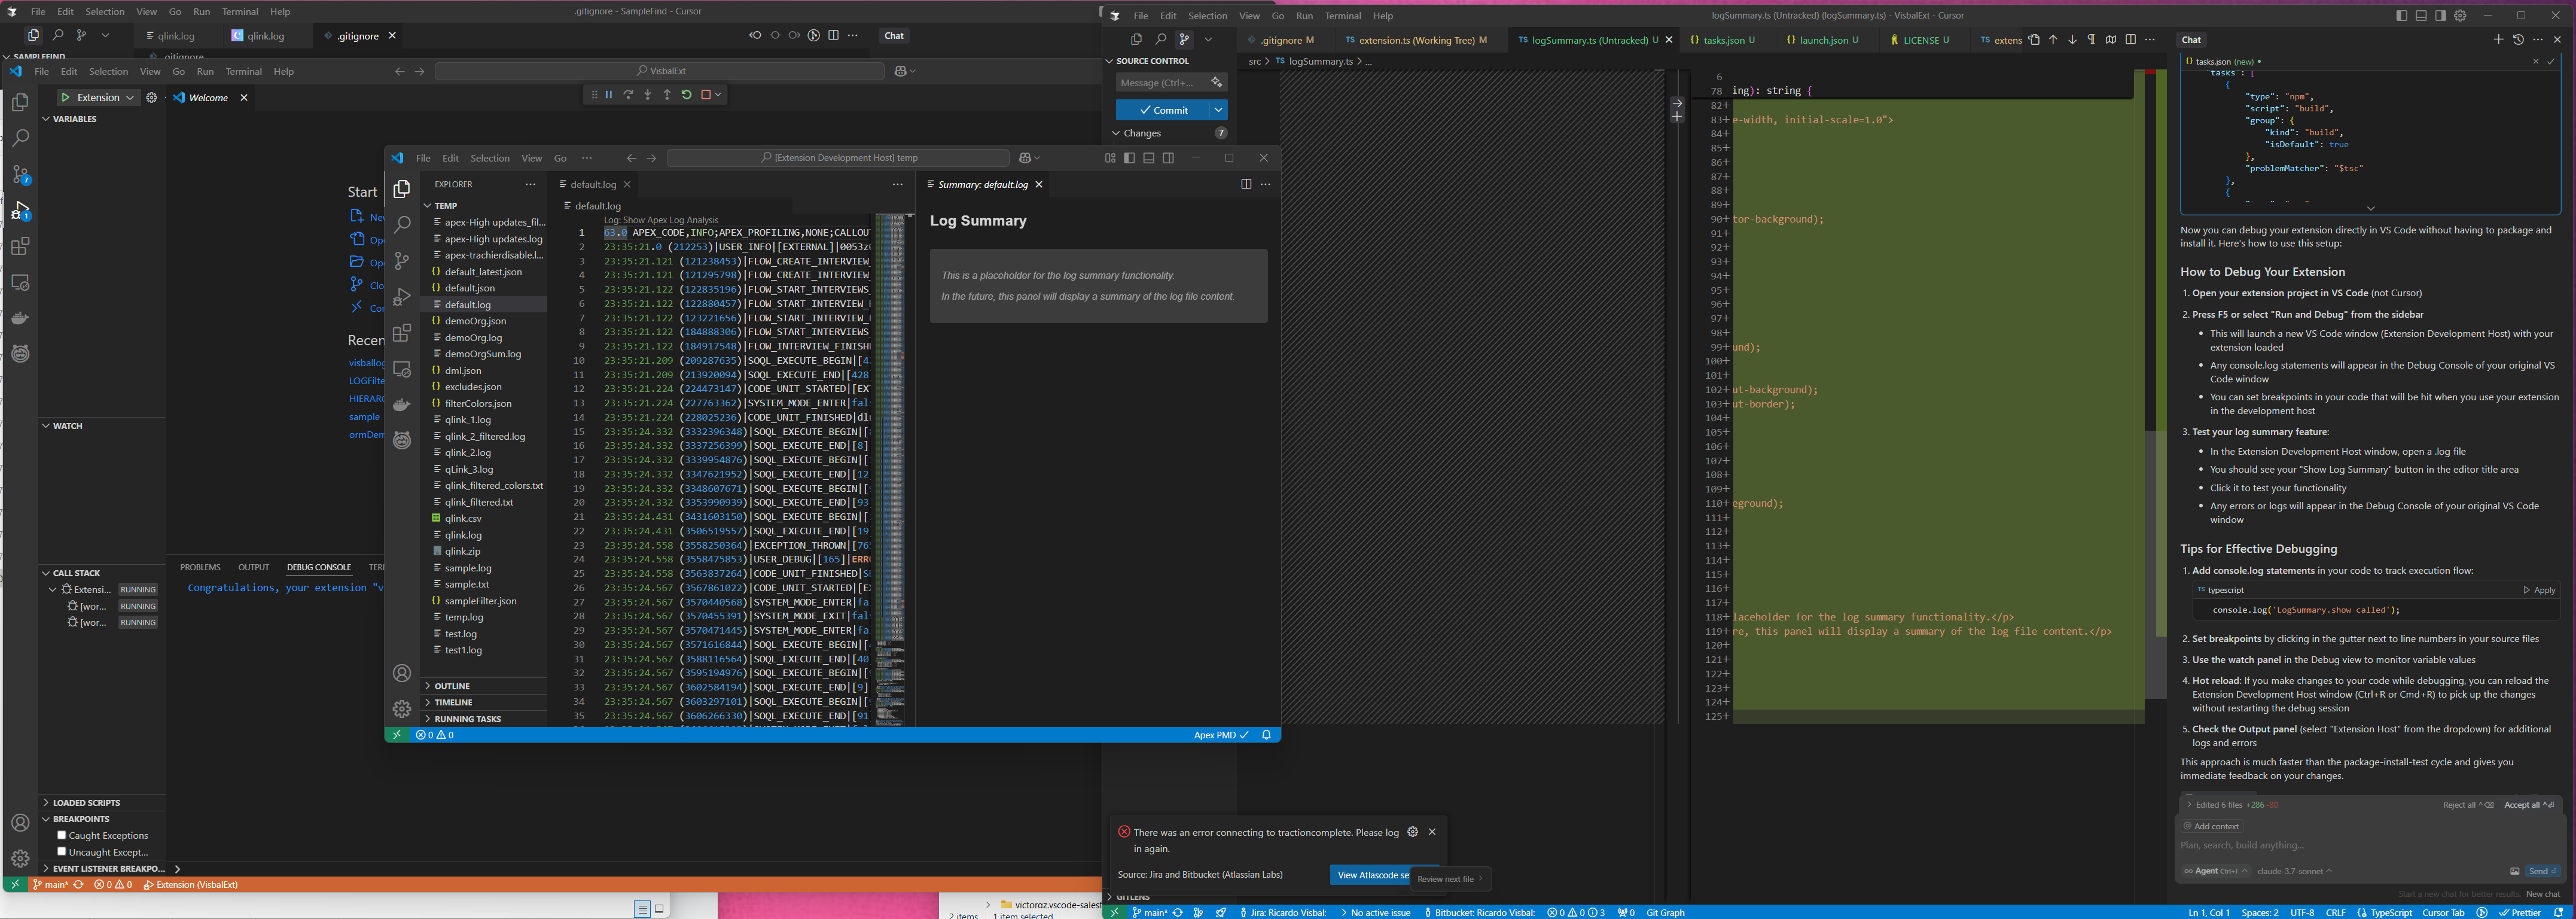 File Edit Selection View Go Run Terminal Help
.gitignore - SampleFind - Cursor
qlink.log
qlink.log
.gitignore
Chat
SAMPLEFIND
.gitignore
File Edit Selection View Go Run Terminal Help
VisbalExt
Extension
Welcome
VARIABLES
Start
Recen
visballog
LOGFilte
HIERARC
sample
ormDem
WATCH
CALL STACK
Extensi... RUNNING
[wor... RUNNING
[wor... RUNNING
PROBLEMS OUTPUT DEBUG CONSOLE TER
Congratulations, your extension "v
LOADED SCRIPTS
BREAKPOINTS
Caught Exceptions
Uncaught Except...
EVENT LISTENER BREAKPO...
main* 0 0 Extension (VisbalExt)
File Edit Selection View Go ...
[Extension Development Host] temp
EXPLORER
TEMP
apex-High updates_fil...
apex-High updates.log
apex-trachierdisable.l...
default_latest.json
default.json
default.log
demoOrg.json
demoOrg.log
demoOrgSum.log
dml.json
excludes.json
filterColors.json
qlink_1.log
qlink_2_filtered.log
qlink_2.log
qLink_3.log
qlink_filtered_colors.txt
qlink_filtered.txt
qlink.csv
qlink.log
qlink.zip
sample.log
sample.txt
sampleFilter.json
temp.log
test.log
test1.log
OUTLINE
TIMELINE
RUNNING TASKS
default.log
default.log
Log: Show Apex Log Analysis
1 63.0 APEX_CODE,INFO;APEX_PROFILING,NONE;CALLOU
2 23:35:21.0 (212253)|USER_INFO|[EXTERNAL]|0053z0
3 23:35:21.121 (121238453)|FLOW_CREATE_INTERVIEW_
4 23:35:21.121 (121295798)|FLOW_CREATE_INTERVIEW_
5 23:35:21.122 (122835196)|FLOW_START_INTERVIEWS_
6 23:35:21.122 (122880457)|FLOW_START_INTERVIEW_
7 23:35:21.122 (123221656)|FLOW_START_INTERVIEW_
8 23:35:21.122 (184888306)|FLOW_START_INTERVIEWS_
9 23:35:21.122 (184917548)|FLOW_INTERVIEW_FINISHE
10 23:35:21.209 (209287635)|SOQL_EXECUTE_BEGIN|[4
11 23:35:21.209 (213920094)|SOQL_EXECUTE_END|[428
12 23:35:21.224 (224473147)|CODE_UNIT_STARTED|[EX
13 23:35:21.224 (227763362)|SYSTEM_MODE_ENTER|fal
14 23:35:21.224 (228025236)|CODE_UNIT_FINISHED|dl
15 23:35:24.332 (3332396348)|SOQL_EXECUTE_BEGIN|[
16 23:35:24.332 (3337256399)|SOQL_EXECUTE_END|[8]
17 23:35:24.332 (3339954876)|SOQL_EXECUTE_BEGIN|[
18 23:35:24.332 (3347621952)|SOQL_EXECUTE_END|[12
19 23:35:24.332 (3348607671)|SOQL_EXECUTE_BEGIN|[
20 23:35:24.332 (3353990939)|SOQL_EXECUTE_END|[93
21 23:35:24.431 (3431603150)|SOQL_EXECUTE_BEGIN|[
22 23:35:24.431 (3506519557)|SOQL_EXECUTE_END|[19
23 23:35:24.558 (3558250364)|EXCEPTION_THROWN|[76
24 23:35:24.558 (3558475853)|USER_DEBUG|[165]|ERR
25 23:35:24.558 (3563837264)|CODE_UNIT_FINISHED|S
26 23:35:24.567 (3567861022)|CODE_UNIT_STARTED|[E
27 23:35:24.567 (3570440568)|SYSTEM_MODE_ENTER|fa
28 23:35:24.567 (3570455391)|SYSTEM_MODE_EXIT|fal
29 23:35:24.567 (3570471445)|SYSTEM_MODE_ENTER|fa
30 23:35:24.567 (3571616844)|SOQL_EXECUTE_BEGIN|[
31 23:35:24.567 (3588116564)|SOQL_EXECUTE_END|[40
32 23:35:24.567 (3595194976)|SOQL_EXECUTE_BEGIN|[
33 23:35:24.567 (3602584194)|SOQL_EXECUTE_END|[9]
34 23:35:24.567 (3603297101)|SOQL_EXECUTE_BEGIN|[
35 23:35:24.567 (3606266330)|SOQL_EXECUTE_END|[91
Summary: default.log
Log Summary
This is a placeholder for the log summary functionality.
In the future, this panel will display a summary of the log file content.
0 0
Apex PMD
File Edit Selection View Go Run Terminal Help
logSummary.ts (Untracked) (logSummary.ts) - VisbalExt - Cursor
.gitignore M
extension.ts (Working Tree) M
logSummary.ts (Untracked) U
tasks.json U
launch.json U
LICENSE U
extens
SOURCE CONTROL
Message (Ctrl+...
Commit
Changes 7
src > logSummary.ts > ...
6
78 ing): string {
82+
83+ e-width, initial-scale=1.0">
84+
85+
86+
87+
88+
89+
90+ tor-background);
91+
92+
93+
94+
95+
96+
97+
98+
99+ und);
100+
101+
102+ ut-background);
103+ ut-border);
104+
105+
106+
107+
108+
109+
110+ eground);
111+
112+
113+
114+
115+
116+
117+
118+ laceholder for the log summary functionality.</p>
119+ re, this panel will display a summary of the log file content.</p>
120+
121+
122+
123+
124+
125+
There was an error connecting to tractioncomplete. Please log
in again.
Source: Jira and Bitbucket (Atlassian Labs)
View Atlascode se
Review next file
GITLENS
main* Jira: Ricardo Visbal: No active issue Bitbucket: Ricardo Visbal: 0 0 3 0 Git Graph
Ln 1, Col 1 Spaces: 2 UTF-8 CRLF TypeScript Cursor Tab Prettier
victoraz.vscode-salesf
2 items 1 item selected
Chat
tasks.json (new)
"tasks": [
{
"type": "npm",
"script": "build",
"group": {
"kind": "build",
"isDefault": true
},
"problemMatcher": "$tsc"
},
{
Now you can debug your extension directly in VS Code without having to package and
install it. Here's how to use this setup:
How to Debug Your Extension
1. Open your extension project in VS Code (not Cursor)
2. Press F5 or select "Run and Debug" from the sidebar
• This will launch a new VS Code window (Extension Development Host) with your
extension loaded
• Any console.log statements will appear in the Debug Console of your original VS
Code window
• You can set breakpoints in your code that will be hit when you use your extension
in the development host
3. Test your log summary feature:
• In the Extension Development Host window, open a .log file
• You should see your "Show Log Summary" button in the editor title area
• Click it to test your functionality
• Any errors or logs will appear in the Debug Console of your original VS Code
window
Tips for Effective Debugging
1. Add console.log statements in your code to track execution flow:
typescript
Apply
console.log('LogSummary.show called');
2. Set breakpoints by clicking in the gutter next to line numbers in your source files
3. Use the watch panel in the Debug view to monitor variable values
4. Hot reload: If you make changes to your code while debugging, you can reload the
Extension Development Host window (Ctrl+R or Cmd+R) to pick up the changes
without restarting the debug session
5. Check the Output panel (select "Extension Host" from the dropdown) for additional
logs and errors
This approach is much faster than the package-install-test cycle and gives you
immediate feedback on your changes.
Edited 6 files +286 -80
Reject all
Accept all
Add context
Plan, search, build anything...
Agent Ctrl+I
claude-3.7-sonnet
Send
Start a new chat for better results. New chat